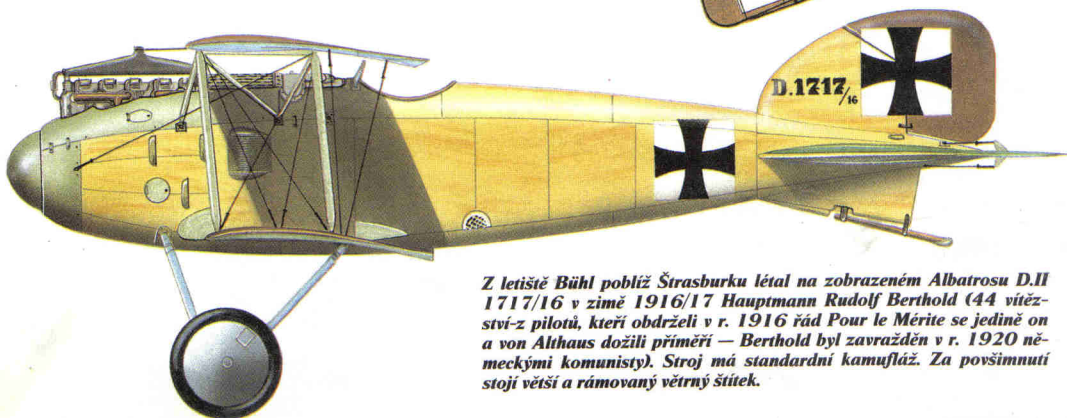 D.1717/16
Z letiště Bühl poblíž Štrasburku létal na zobrazeném Albatrosu D.II
1717/16 v zimě 1916/17 Hauptmann Rudolf Berthold (44 vítěz-
ství-z pilotů, kteří obdrželi v r. 1916 řád Pour le Mérite se jedině on
a von Althaus dožili příměří — Berthold byl zavražděn v r. 1920 ně-
meckými komunisty). Stroj má standardní kamufláž. Za povšimnutí
stojí větší a rámovaný větrný štítek.